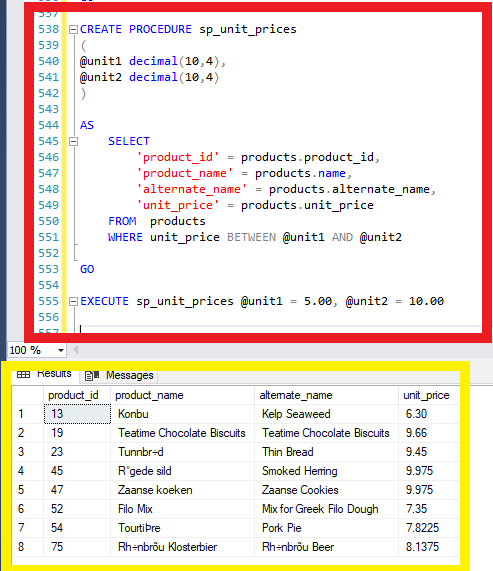 537
538 CREATE PROCEDURE sp_unit_prices
539 (
540 @unit1 decimal(10,4),
541 @unit2 decimal(10,4)
542 )
543
544 AS
545 SELECT
546 'product_id' = products.product_id,
547 'product_name' = products.name,
548 'alternate_name' = products.alternate_name,
549 'unit_price' = products.unit_price
550 FROM products
551 WHERE unit_price BETWEEN @unit1 AND @unit2
552
553 GO
554
555 EXECUTE sp_unit_prices @unit1 = 5.00, @unit2 = 10.00
556
557
100 %
Results Messages
product_id product_name alternate_name unit_price
1 13 Konbu Kelp Seaweed 6.30
2 19 Teatime Chocolate Biscuits Teatime Chocolate Biscuits 9.66
3 23 Tunnbr÷d Thin Bread 9.45
4 45 R°gede sild Smoked Herring 9.975
5 47 Zaanse koeken Zaanse Cookies 9.975
6 52 Filo Mix Mix for Greek Filo Dough 7.35
7 54 TourtiÞre Pork Pie 7.8225
8 75 Rh÷nbrõu Klosterbier Rh÷nbrõu Beer 8.1375